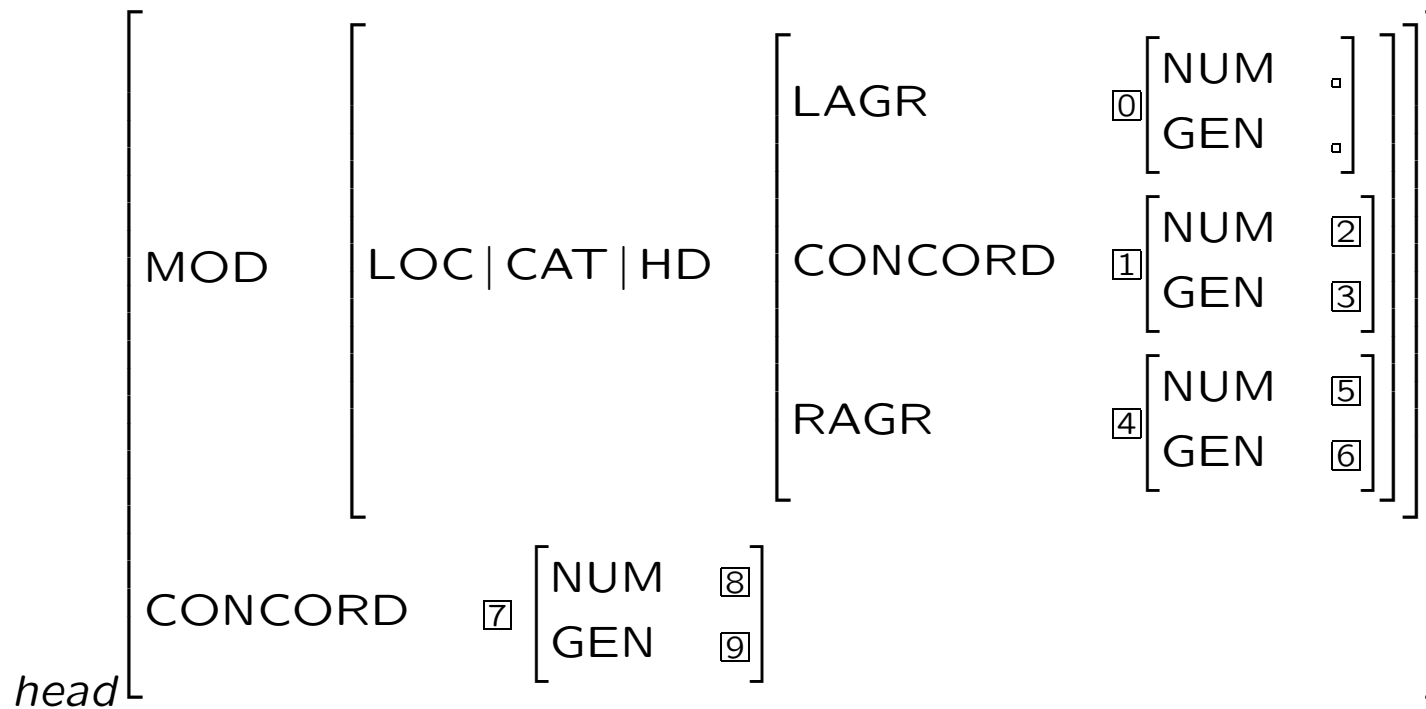 NUM
LAGR 0 GEN
NUM 2
MOD LOC | CAT | HD CONCORD 1 GEN 3
NUM 5
RAGR 4 GEN 6
NUM 8
CONCORD 7 GEN 9
head